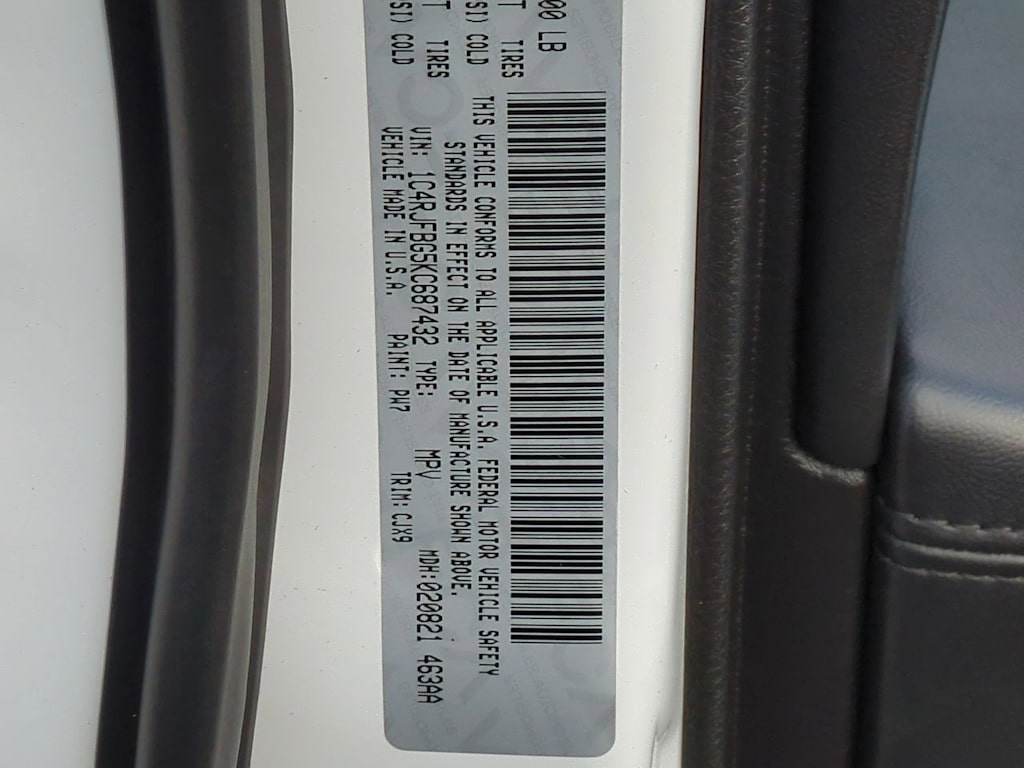 00 LB
T TIRES
SI) COLD
T TIRES
SI) COLD
THIS VEHICLE CONFORMS TO ALL APPLICABLE U.S.A. FEDERAL MOTOR VEHICLE SAFETY
STANDARDS IN EFFECT ON THE DATE OF MANUFACTURE SHOWN ABOVE.
VIN: 1C4RJFBG5KC687432 TYPE: MPV MDH:020821 463AA
VEHICLE MADE IN U.S.A. PAINT: PW7 TRIM: CJX9